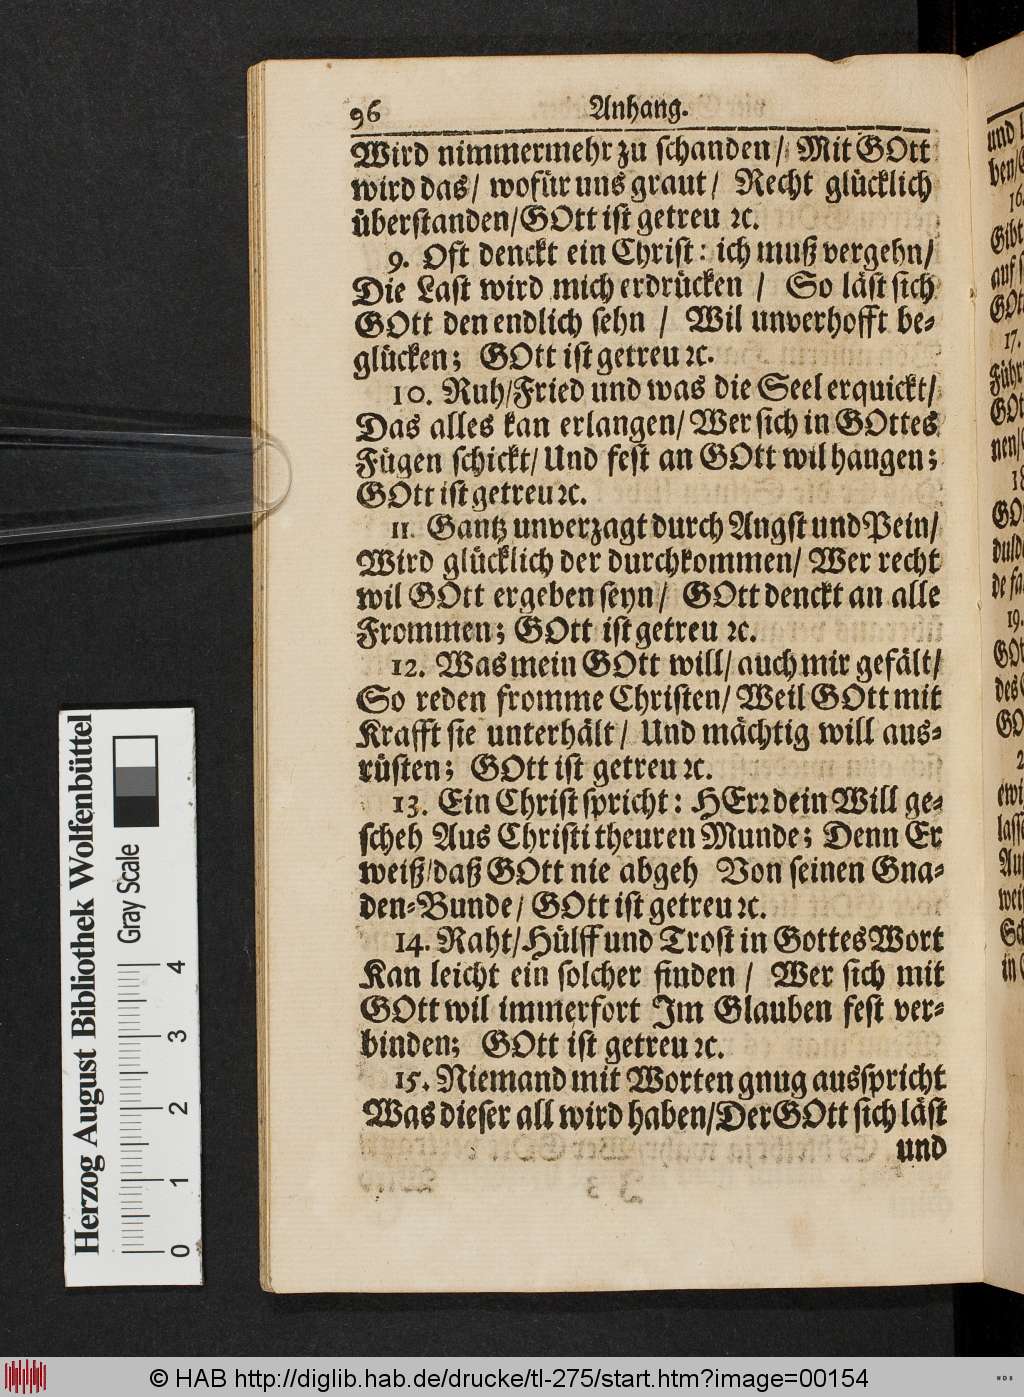 96 Anhang.
Wird nimmermehr zu schanden / Mit GOtt
wird das / wofür uns graut / Recht glücklich
überstanden / GOtt ist getreu ꝛc.
9. Oft denckt ein Christ: ich muß vergehn /
Die Last wird mich erdrücken / So läst sich
GOtt den endlich sehn / Wil unverhofft be-
glücken; GOtt ist getreu ꝛc.
10. Ruh / Fried und was die Seel erquickt /
Das alles kan erlangen / Wer sich in GOttes
Fügen schickt / Und fest an GOtt wil hangen;
GOtt ist getreu ꝛc.
11. Gantz unverzagt durch Angst und Pein /
Wird glücklich der durchkommen / Wer recht
wil GOtt ergeben seyn / GOtt denckt an alle
Frommen; GOtt ist getreu ꝛc.
12. Was mein GOtt will / auch mir gefält /
So reden fromme Christen / Weil GOtt mit
Krafft sie unterhält / Und mächtig will aus-
rüsten; GOtt ist getreu ꝛc.
13. Ein Christ spricht: HErꝛ dein Will ge-
scheh Aus Christi theuren Munde; Denn Er
weiß / daß GOtt nie abgeh Von seinen Gna-
den-Bunde / GOtt ist getreu ꝛc.
14. Raht / Hülff und Trost in Gottes Wort
Kan leicht ein solcher finden / Wer sich mit
GOtt wil immerfort Im Glauben fest ver-
binden; GOtt ist getreu ꝛc.
15. Niemand mit Worten gnug ausspricht
Was dieser all wird haben / Der GOtt sich läst
und
Herzog August Bibliothek Wolfenbüttel
Gray Scale
0 1 2 3 4
© HAB http://diglib.hab.de/drucke/tl-275/start.htm?image=00154